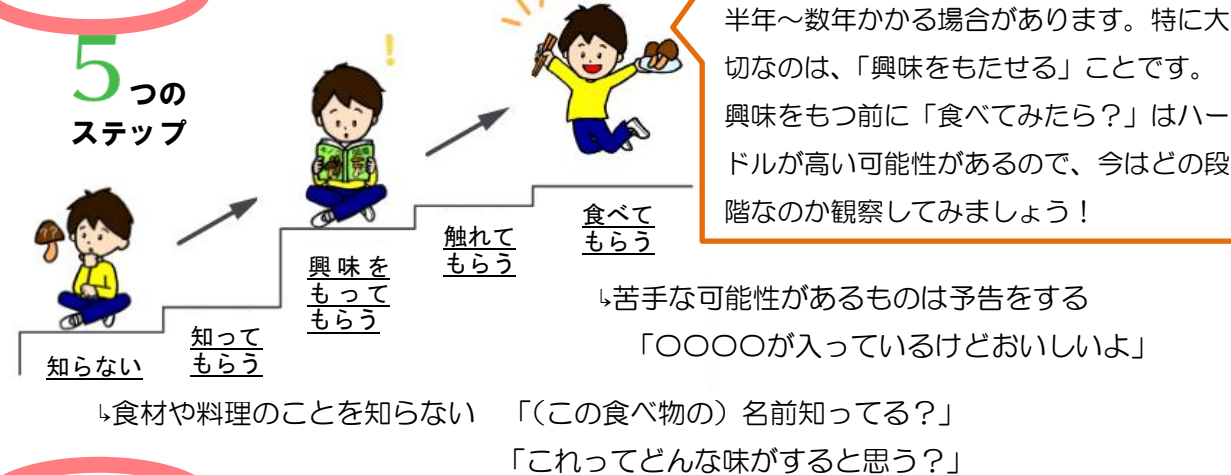 5つの
ステップ
半年～数年かかる場合があります。特に大
切なのは、「興味をもたせる」ことです。
興味をもつ前に「食べてみたら？」はハー
ドルが高い可能性があるので、今はどの段
階なのか観察してみましょう！
知らない
知って
もらう
興味を
もって
もらう
触れて
もらう
食べて
もらう
↳苦手な可能性があるものは予告をする
「〇〇〇〇が入っているけどおいしいよ」
↳食材や料理のことを知らない 「（この食べ物の）名前知ってる？」
「これってどんな味がすると思う？」